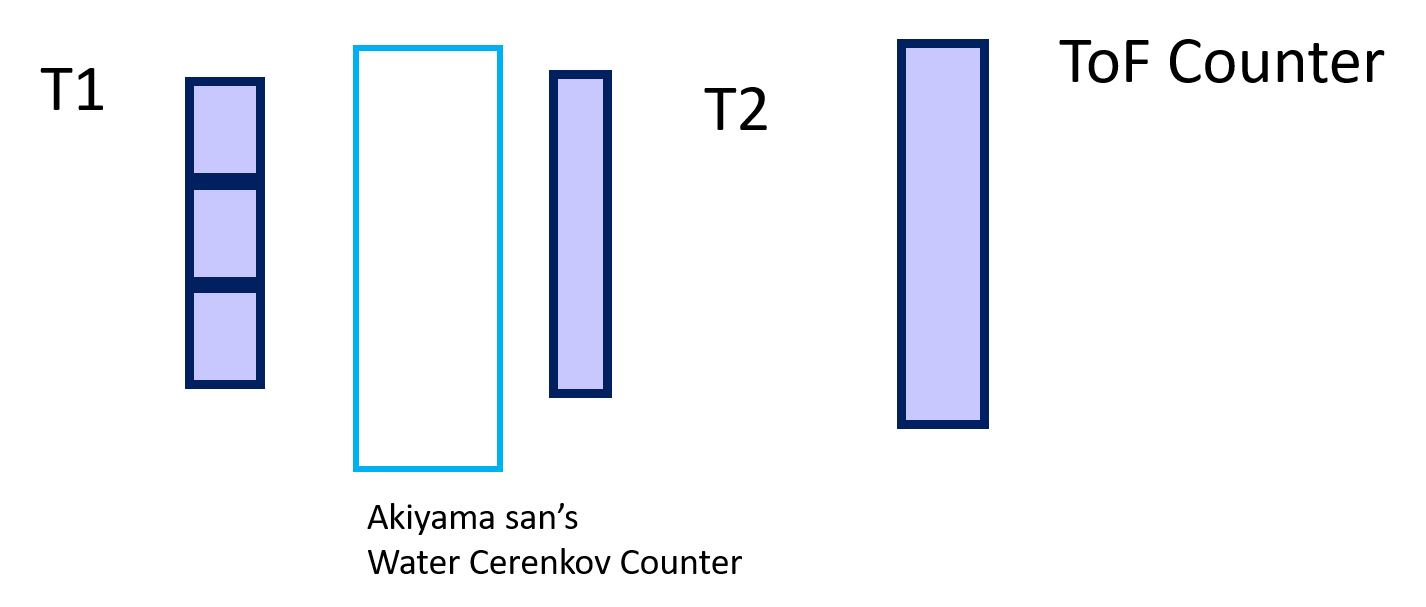 T1
T2
ToF Counter
Akiyama san’s
Water Cerenkov Counter